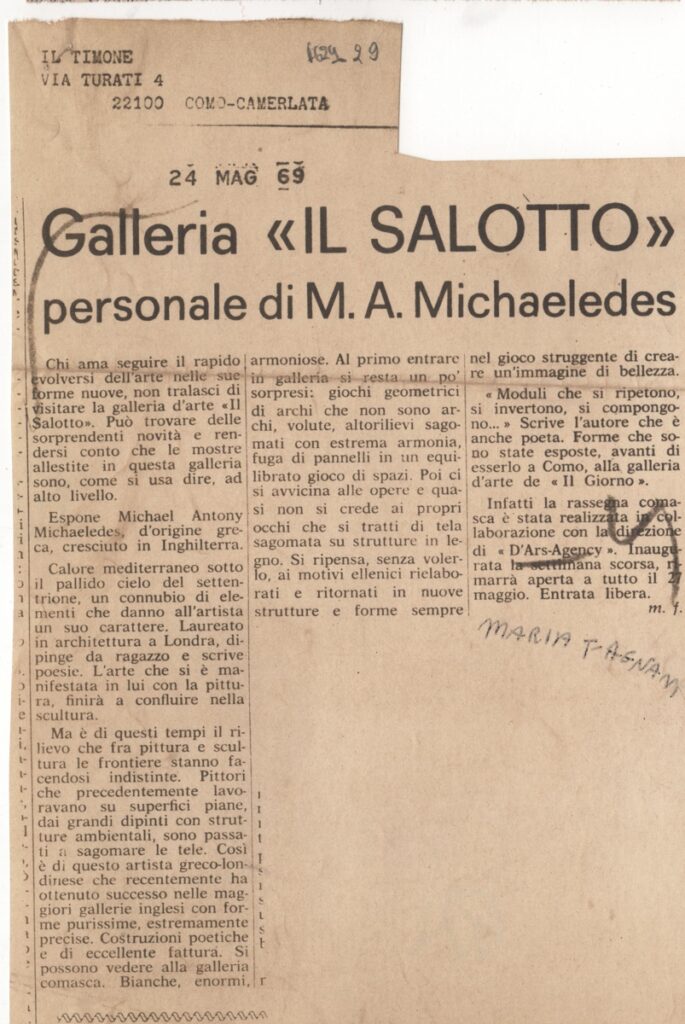 IL TIMONE
VIA TURATI 4
22100 COMO-CAMERLATA
29
24 MAG 69
Galleria «IL SALOTTO»
personale di M. A. Michaeledes
Chi ama seguire il rapido
evolversi dell'arte nelle sue
forme nuove, non tralasci di
visitare la galleria d'arte «Il
Salotto». Può trovare delle
sorprendenti novità e ren-
dersi conto che le mostre
allestite in questa galleria
sono, come si usa dire, ad
alto livello.
Espone Michael Antony
Michaeledes, d'origine gre-
ca, cresciuto in Inghilterra.
Calore mediterraneo sotto
il pallido cielo del setten-
trione, un connubio di ele-
menti che danno all'artista
un suo carattere. Laureato
in architettura a Londra, di-
pinge da ragazzo e scrive
poesie. L'arte che si è ma-
nifestata in lui con la pittu-
ra, finirà a confluire nella
scultura.
Ma è di questi tempi il ri-
lievo che fra pittura e scul-
tura le frontiere stanno fa-
cendosi indistinte. Pittori
che precedentemente lavo-
ravano su superfici piane,
dai grandi dipinti con strut-
ture ambientali, sono passa-
ti a sagomare le tele. Così
è di questo artista greco-lon-
dinese che recentemente ha
ottenuto successo nelle mag-
giori gallerie inglesi con for-
me purissime, estremamente
precise. Costruzioni poetiche
e di eccellente fattura. Si
possono vedere alla galleria
comasca. Bianche, enormi,
armoniose. Al primo entrare
in galleria si resta un po'
sorpresi: giochi geometrici
di archi che non sono ar-
chi, volute, altorilievi sago-
mati con estrema armonia,
fuga di pannelli in un equi-
librato gioco di spazi. Poi ci
si avvicina alle opere e qua-
si non si crede ai propri
occhi che si tratti di tela
sagomata su strutture in le-
gno. Si ripensa, senza voler-
lo, ai motivi ellenici rielabo-
rati e ritornati in nuove
strutture e forme sempre
nel gioco struggente di crea-
re un'immagine di bellezza.
«Moduli che si ripetono,
si invertono, si compongo-
no...» Scrive l'autore che è
anche poeta. Forme che so-
no state esposte, avanti di
esserlo a Como, alla galleria
d'arte de «Il Giorno».
Infatti la rassegna coma-
sca è stata realizzata in col-
laborazione con la direzione
di «D'Ars-Agency». Inaugu-
rata la settimana scorsa, ri-
marrà aperta a tutto il 27
maggio. Entrata libera.
m. f.
MARIA